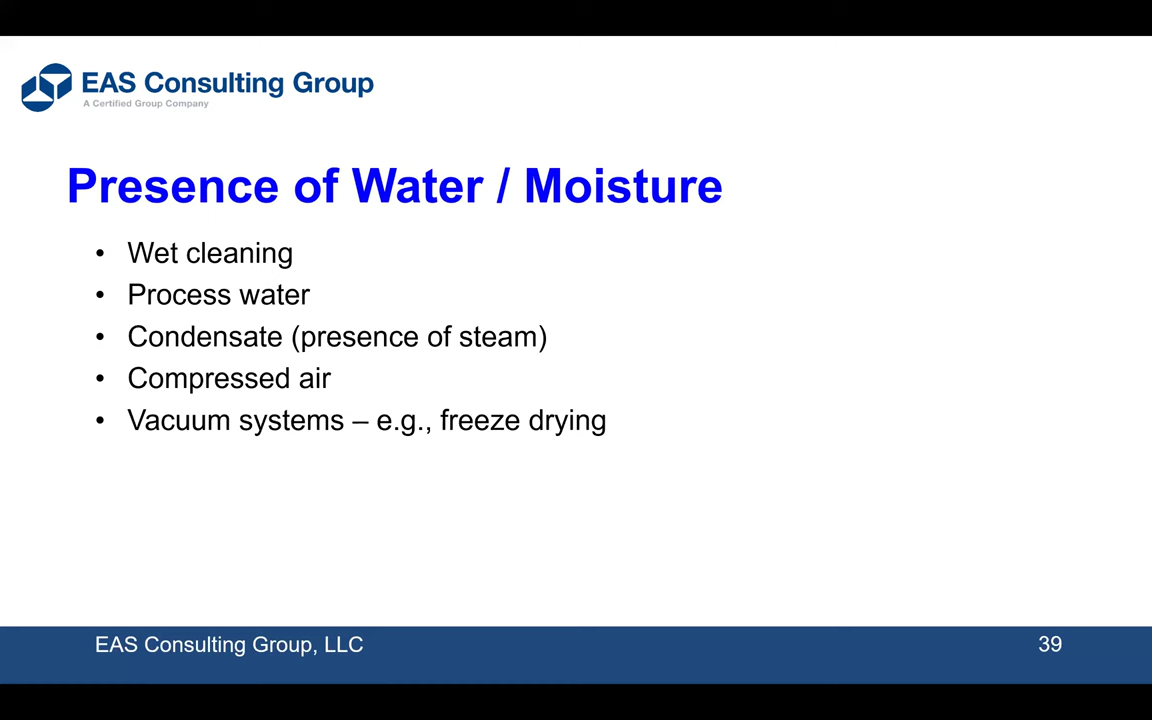 EAS Consulting Group
A Certified Group Company
Presence of Water / Moisture
• Wet cleaning
• Process water
• Condensate (presence of steam)
• Compressed air
• Vacuum systems – e.g., freeze drying
EAS Consulting Group, LLC
39